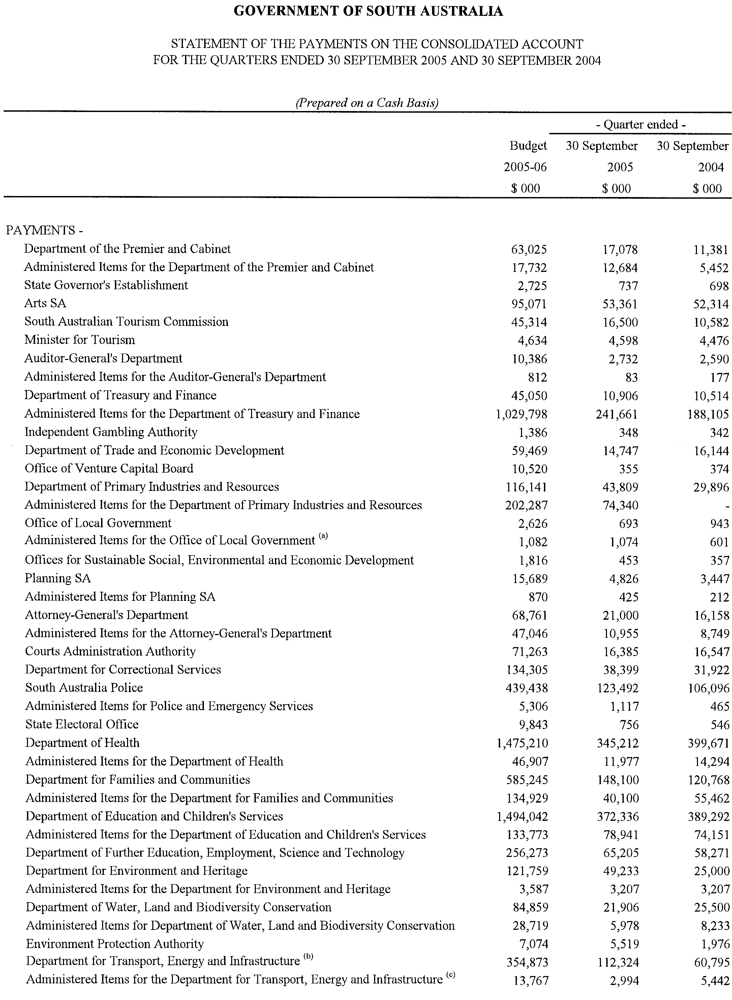 GOVERNMENT OF SOUTH AUSTRALIA
STATEMENT OF THE PAYMENTS ON THE CONSOLIDATED ACCOUNT
FOR THE QUARTERS ENDED 30 SEPTEMBER 2005 AND 30 SEPTEMBER 2004
(Prepared on a Cash Basis)
- Quarter ended -
Budget 30 September 30 September
2005-06 2005 2004
$ 000 $ 000 $ 000
PAYMENTS -
Department of the Premier and Cabinet 63,025 17,078 11,381
Administered Items for the Department of the Premier and Cabinet 17,732 12,684 5,452
State Governor's Establishment 2,725 737 698
Arts SA 95,071 53,361 52,314
South Australian Tourism Commission 45,314 16,500 10,582
Minister for Tourism 4,634 4,598 4,476
Auditor-General's Department 10,386 2,732 2,590
Administered Items for the Auditor-General's Department 812 83 177
Department of Treasury and Finance 45,050 10,906 10,514
Administered Items for the Department of Treasury and Finance 1,029,798 241,661 188,105
Independent Gambling Authority 1,386 348 342
Department of Trade and Economic Development 59,469 14,747 16,144
Office of Venture Capital Board 10,520 355 374
Department of Primary Industries and Resources 116,141 43,809 29,896
Administered Items for the Department of Primary Industries and Resources 202,287 74,340 -
Office of Local Government 2,626 693 943
Administered Items for the Office of Local Government (a) 1,082 1,074 601
Offices for Sustainable Social, Environmental and Economic Development 1,816 453 357
Planning SA 15,689 4,826 3,447
Administered Items for Planning SA 870 425 212
Attorney-General's Department 68,761 21,000 16,158
Administered Items for the Attorney-General's Department 47,046 10,955 8,749
Courts Administration Authority 71,263 16,385 16,547
Department for Correctional Services 134,305 38,399 31,922
South Australia Police 439,438 123,492 106,096
Administered Items for Police and Emergency Services 5,306 1,117 465
State Electoral Office 9,843 756 546
Department of Health 1,475,210 345,212 399,671
Administered Items for the Department of Health 46,907 11,977 14,294
Department for Families and Communities 585,245 148,100 120,768
Administered Items for the Department for Families and Communities 134,929 40,100 55,462
Department of Education and Children's Services 1,494,042 372,336 389,292
Administered Items for the Department of Education and Children's Services 133,773 78,941 74,151
Department of Further Education, Employment, Science and Technology 256,273 65,205 58,271
Department for Environment and Heritage 121,759 49,233 25,000
Administered Items for the Department for Environment and Heritage 3,587 3,207 3,207
Department of Water, Land and Biodiversity Conservation 84,859 21,906 25,500
Administered Items for Department of Water, Land and Biodiversity Conservation 28,719 5,978 8,233
Environment Protection Authority 7,074 5,519 1,976
Department for Transport, Energy and Infrastructure (b) 354,873 112,324 60,795
Administered Items for the Department for Transport, Energy and Infrastructure (c) 13,767 2,994 5,442